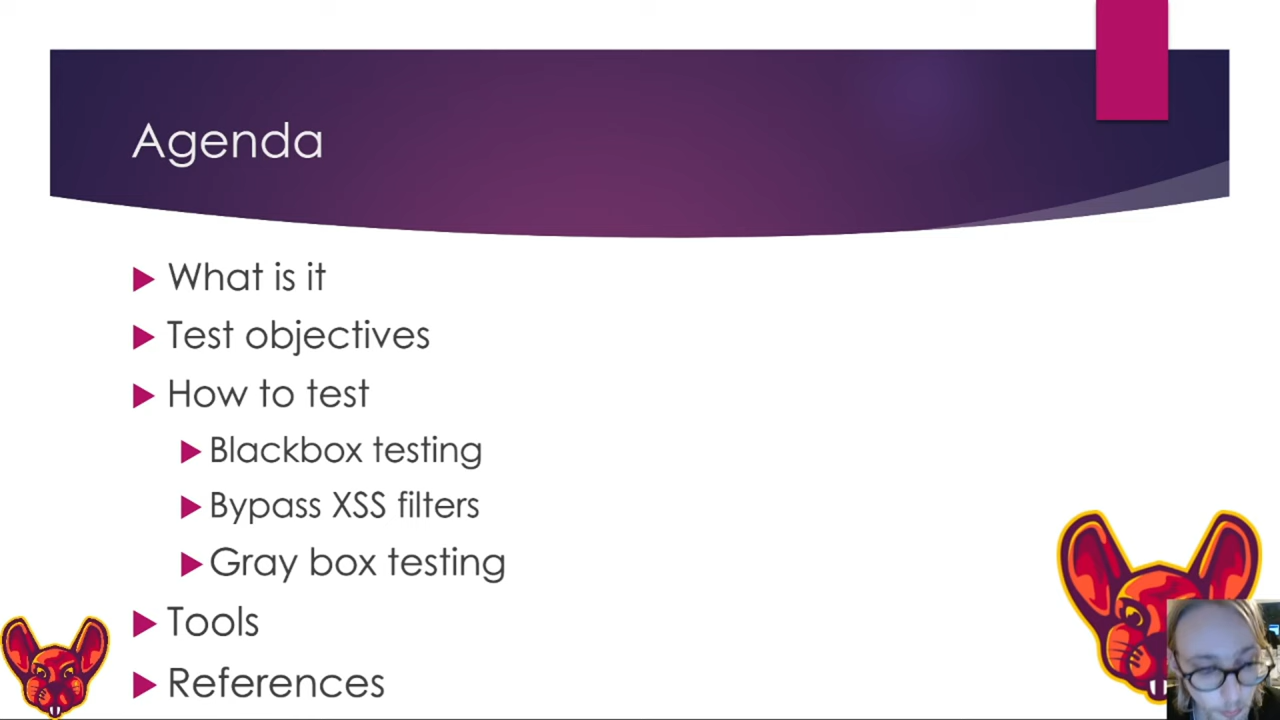 Agenda
What is it
Test objectives
How to test
Blackbox testing
Bypass XSS filters
Gray box testing
Tools
References